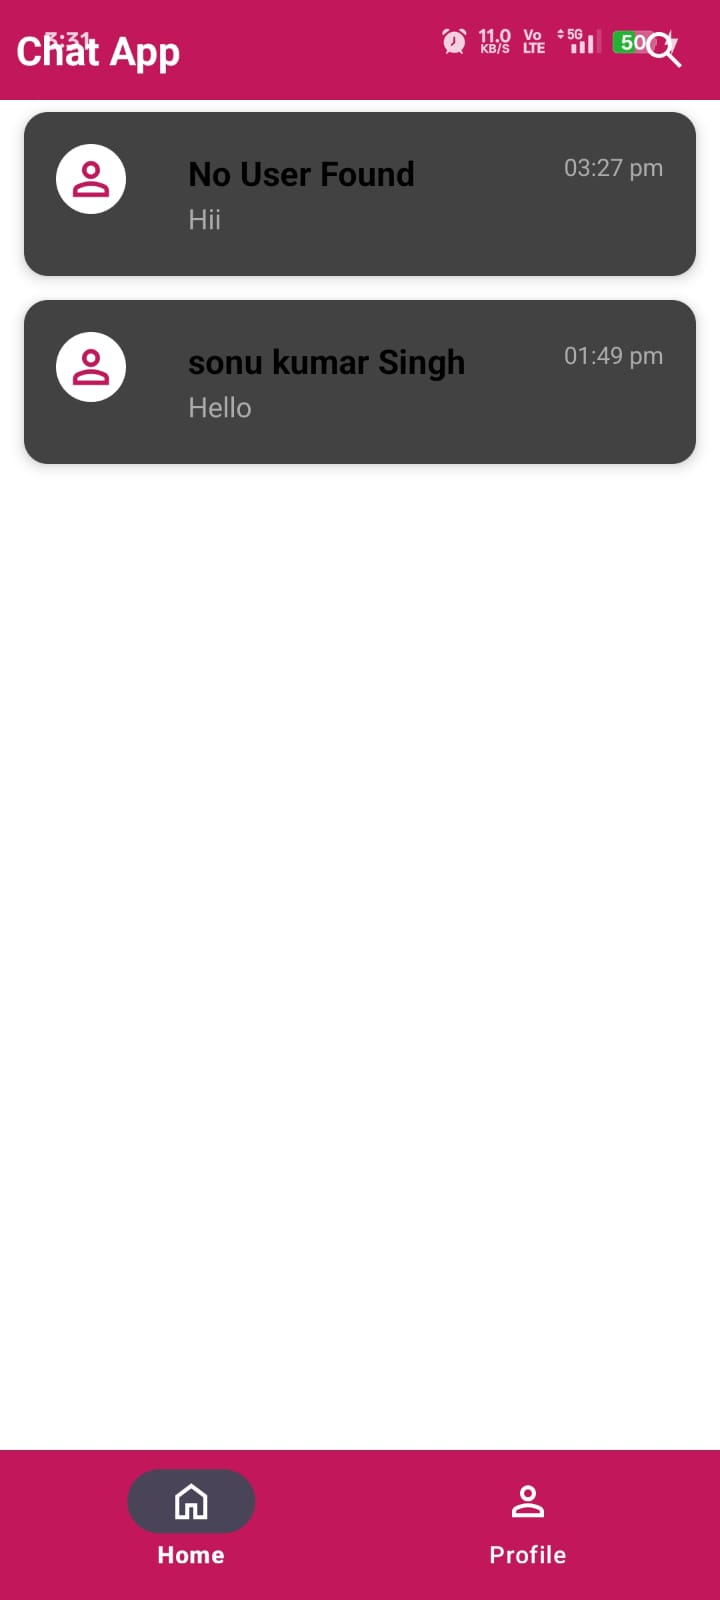 3:31
11.0
KB/S
Vo
LTE
5G
50
Chat App
No User Found
03:27 pm
Hii
sonu kumar Singh
01:49 pm
Hello
Home
Profile